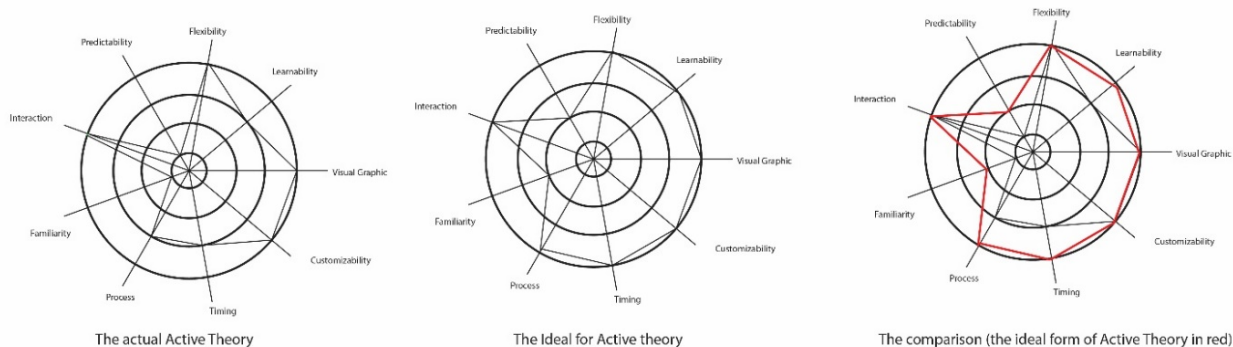 Flexibility
Predictability
Learnability
Interaction
Visual Graphic
Familiarity
Customizability
Process
Timing
The actual Active Theory
Flexibility
Predictability
Learnability
Interaction
Visual Graphic
Familiarity
Customizability
Process
Timing
The Ideal for Active theory
Flexibility
Predictability
Learnability
Interaction
Visual Graphic
Familiarity
Customizability
Process
Timing
The comparison (the ideal form of Active Theory in red)